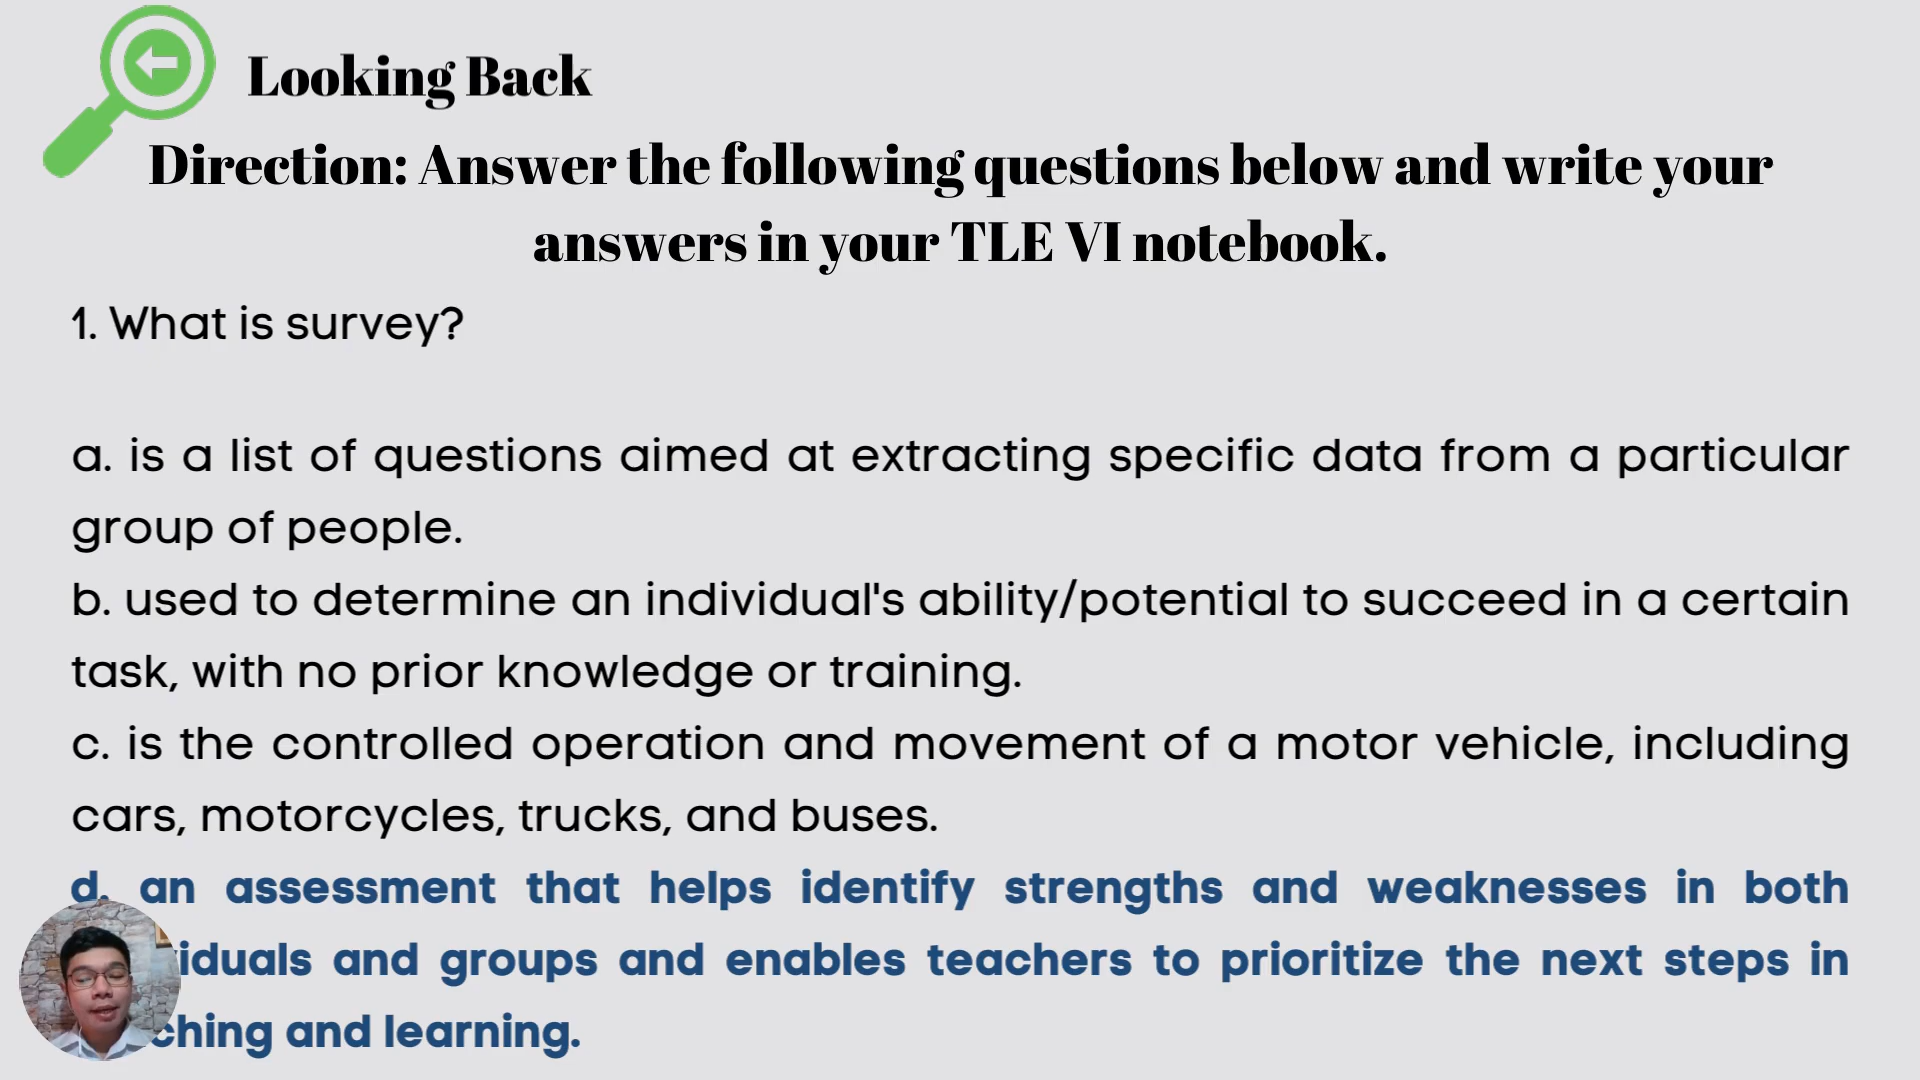 Looking Back
Direction: Answer the following questions below and write your
answers in your TLE VI notebook.
1. What is survey?
a. is a list of questions aimed at extracting specific data from a particular
group of people.
b. used to determine an individual's ability/potential to succeed in a certain
task, with no prior knowledge or training.
c. is the controlled operation and movement of a motor vehicle, including
cars, motorcycles, trucks, and buses.
d. an assessment that helps identify strengths and weaknesses in both
and groups and enables teachers to prioritize the next steps in
and learning.